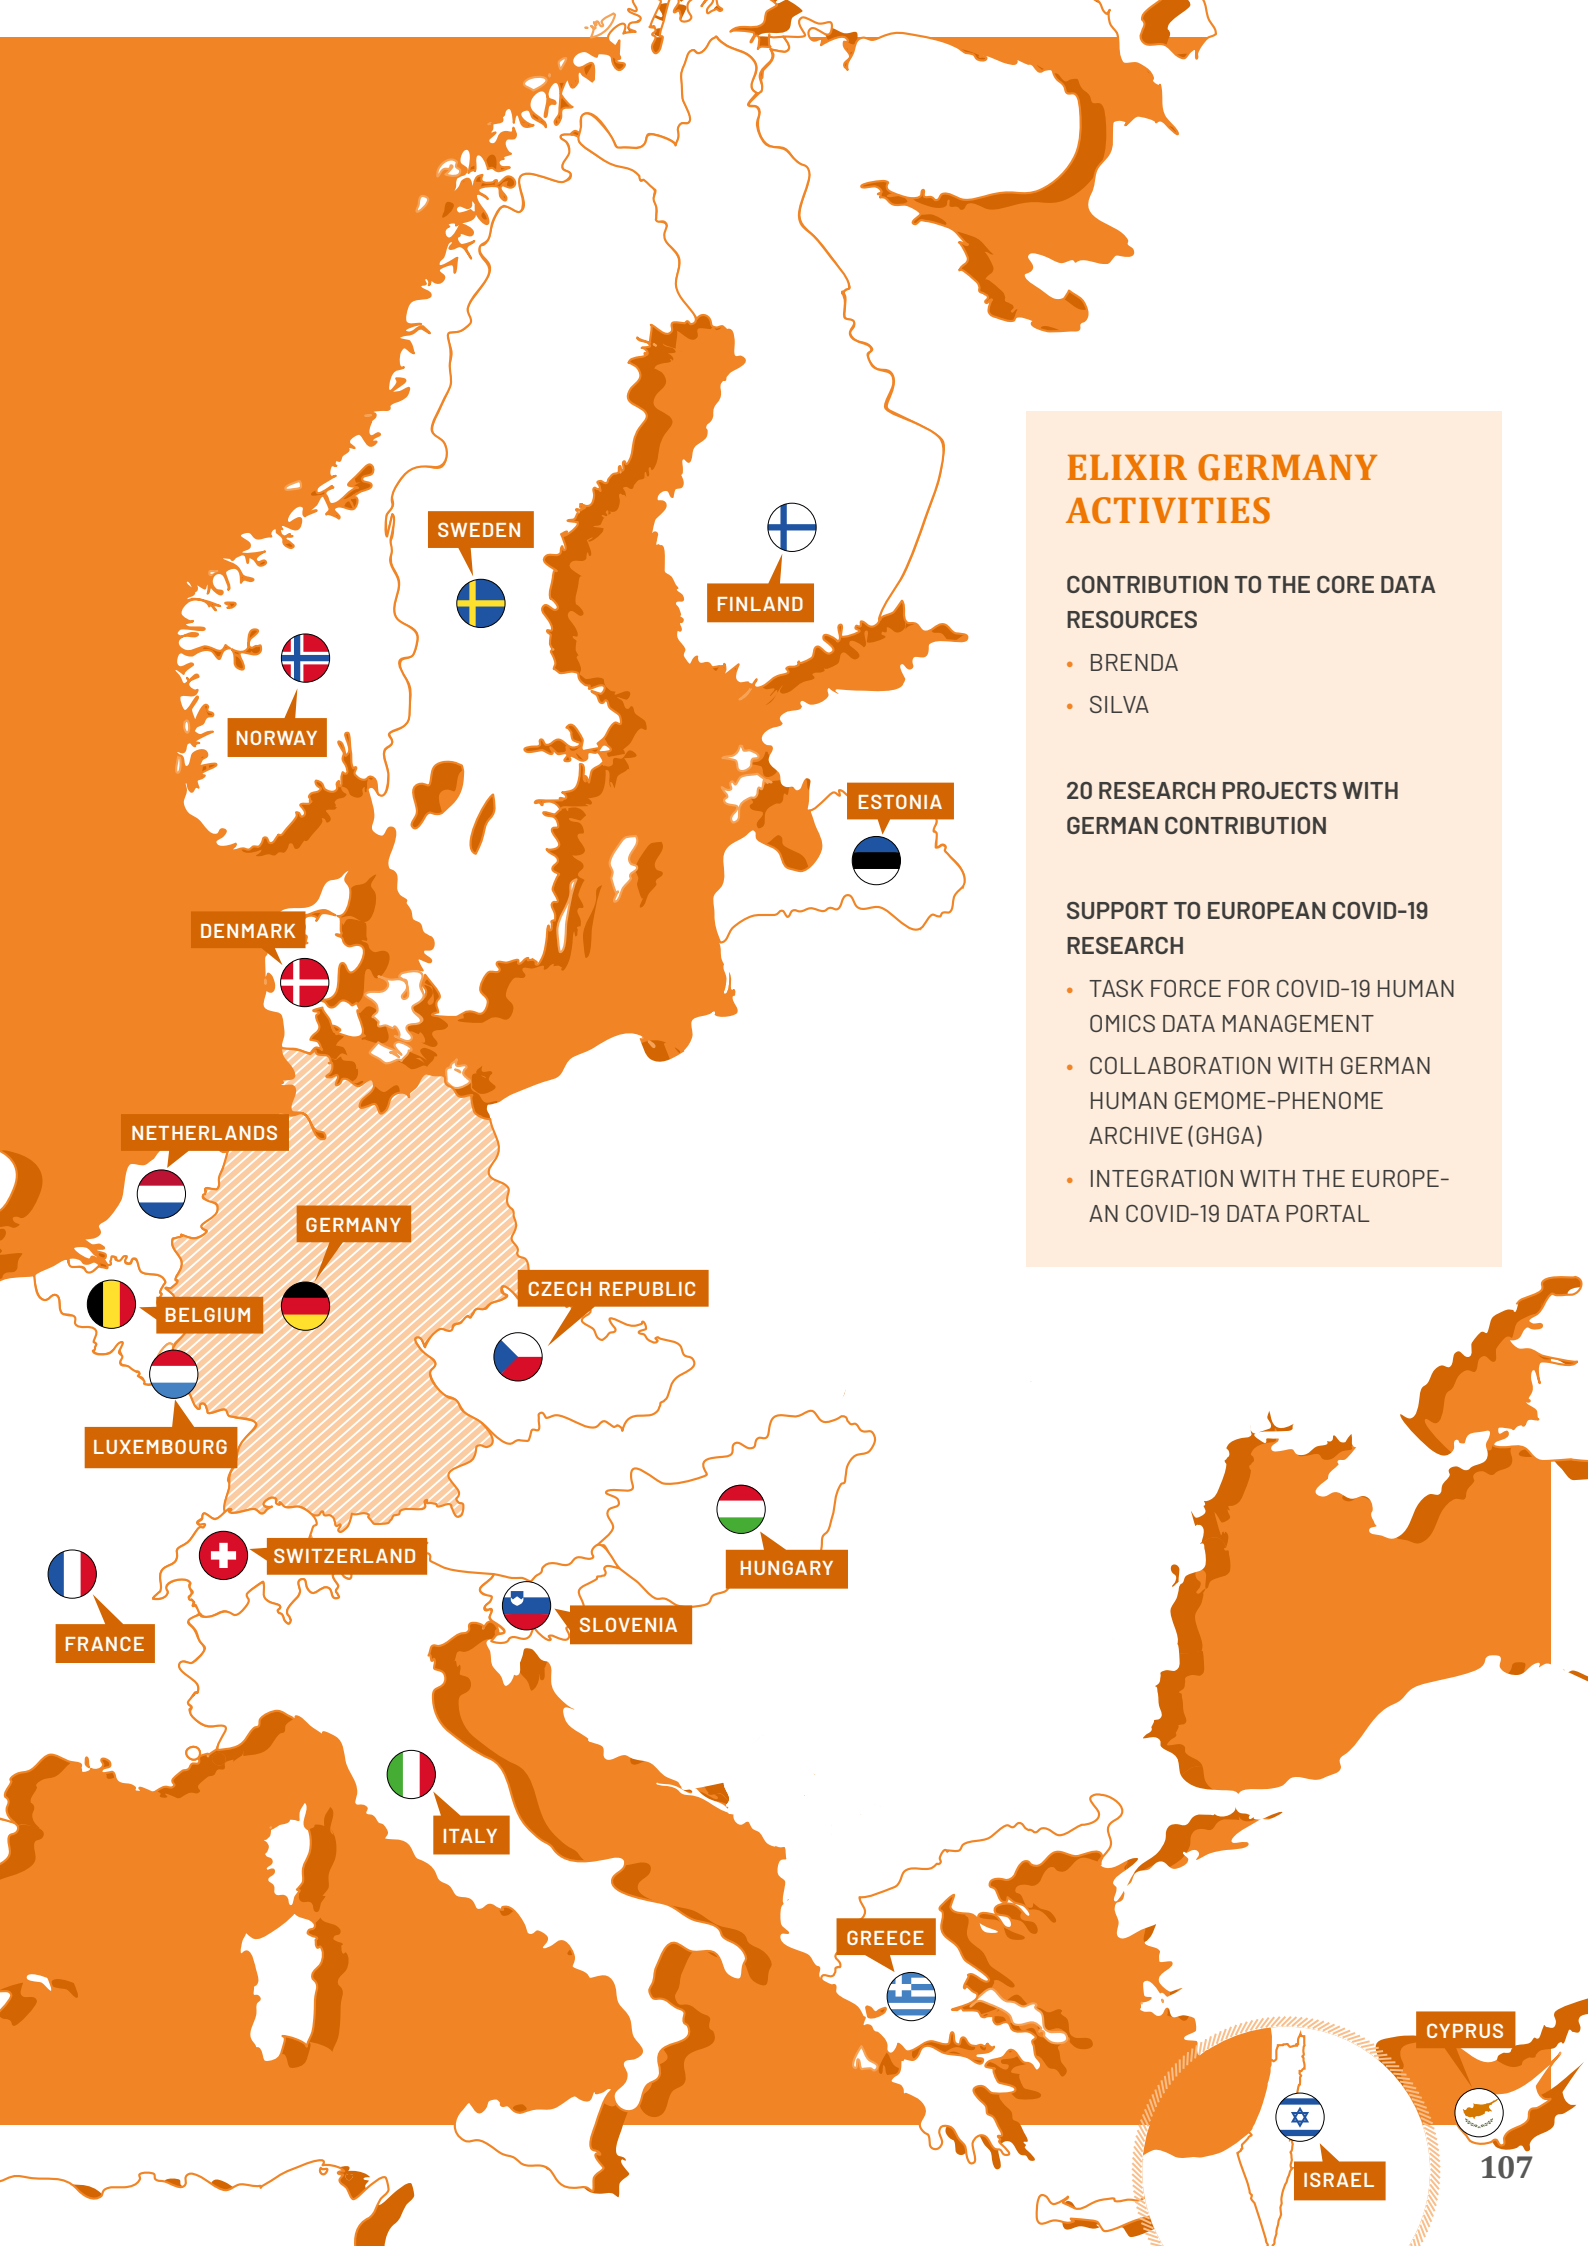 SWEDEN
FINLAND
NORWAY
ESTONIA
DENMARK
NETHERLANDS
GERMANY
CZECH REPUBLIC
BELGIUM
LUXEMBOURG
HUNGARY
SWITZERLAND
SLOVENIA
FRANCE
ITALY
GREECE
CYPRUS
ISRAEL
ELIXIR GERMANY
ACTIVITIES
CONTRIBUTION TO THE CORE DATA
RESOURCES
• BRENDA
• SILVA
20 RESEARCH PROJECTS WITH
GERMAN CONTRIBUTION
SUPPORT TO EUROPEAN COVID-19
RESEARCH
• TASK FORCE FOR COVID-19 HUMAN
OMICS DATA MANAGEMENT
• COLLABORATION WITH GERMAN
HUMAN GEMOME-PHENOME
ARCHIVE (GHGA)
• INTEGRATION WITH THE EUROPE-
AN COVID-19 DATA PORTAL
107